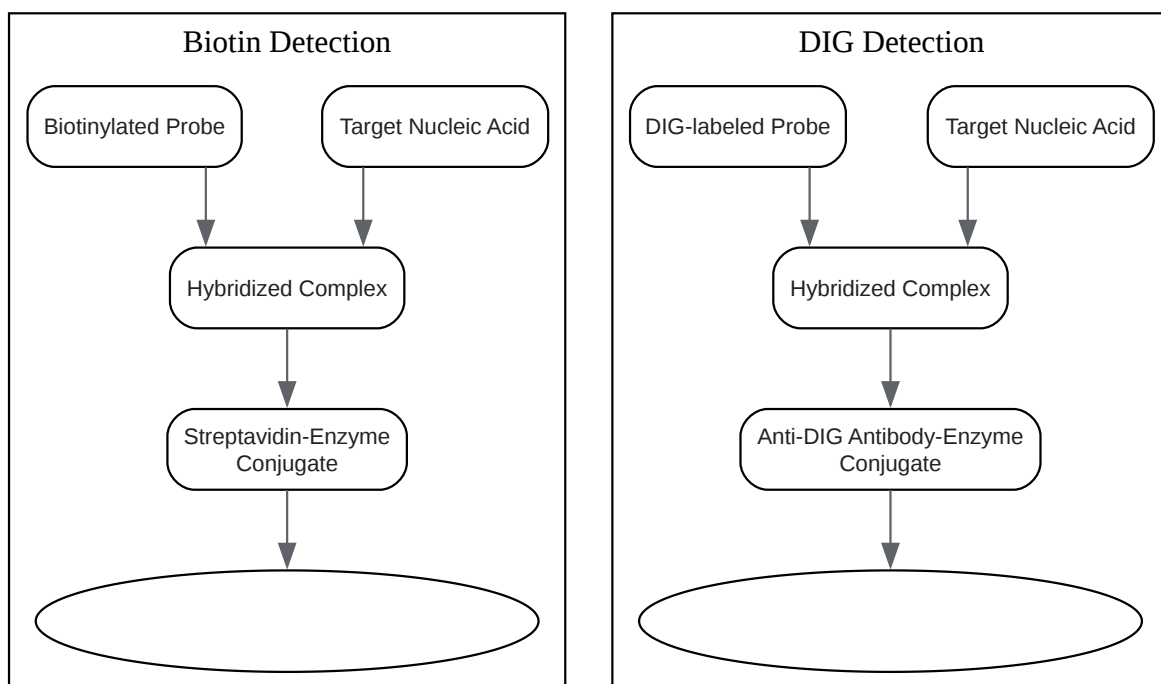 Biotin Detection
Biotinylated Probe
Target Nucleic Acid
Hybridized Complex
Streptavidin-Enzyme
Conjugate
DIG Detection
DIG-labeled Probe
Target Nucleic Acid
Hybridized Complex
Anti-DIG Antibody-Enzyme
Conjugate